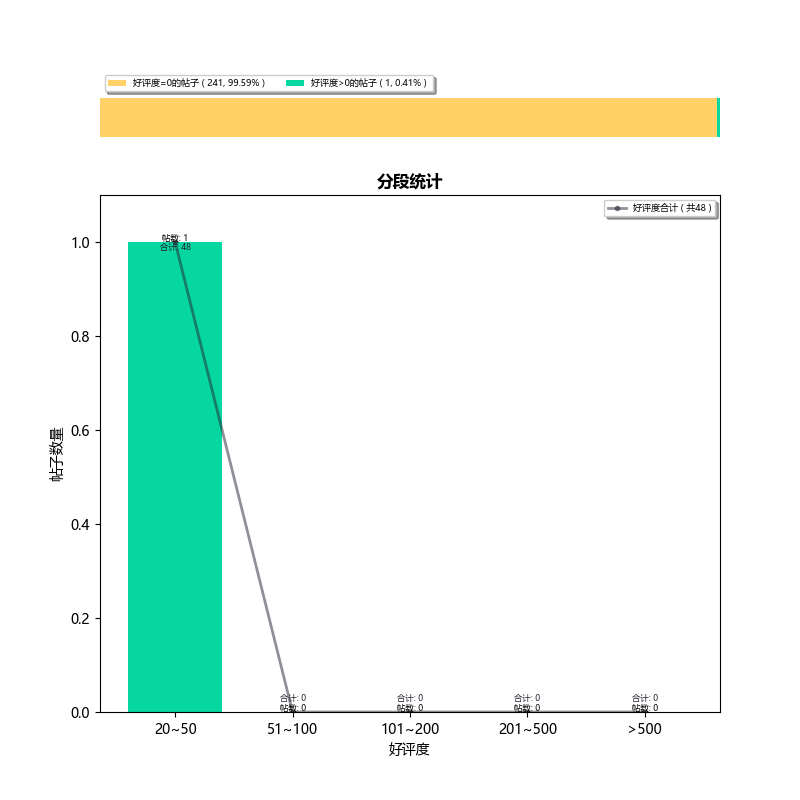 好评度=0的帖子 ( 241, 99.59% ) 好评度>0的帖子 ( 1, 0.41% )
分段统计
好评度合计 ( 共48 )
1.0
帖数: 1
合计: 48
0.8
0.6
帖子数量
0.4
0.2
合计: 0 合计: 0 合计: 0 合计: 0
帖数: 0 帖数: 0 帖数: 0 帖数: 0
0.0
20~50 51~100 101~200 201~500 >500
好评度